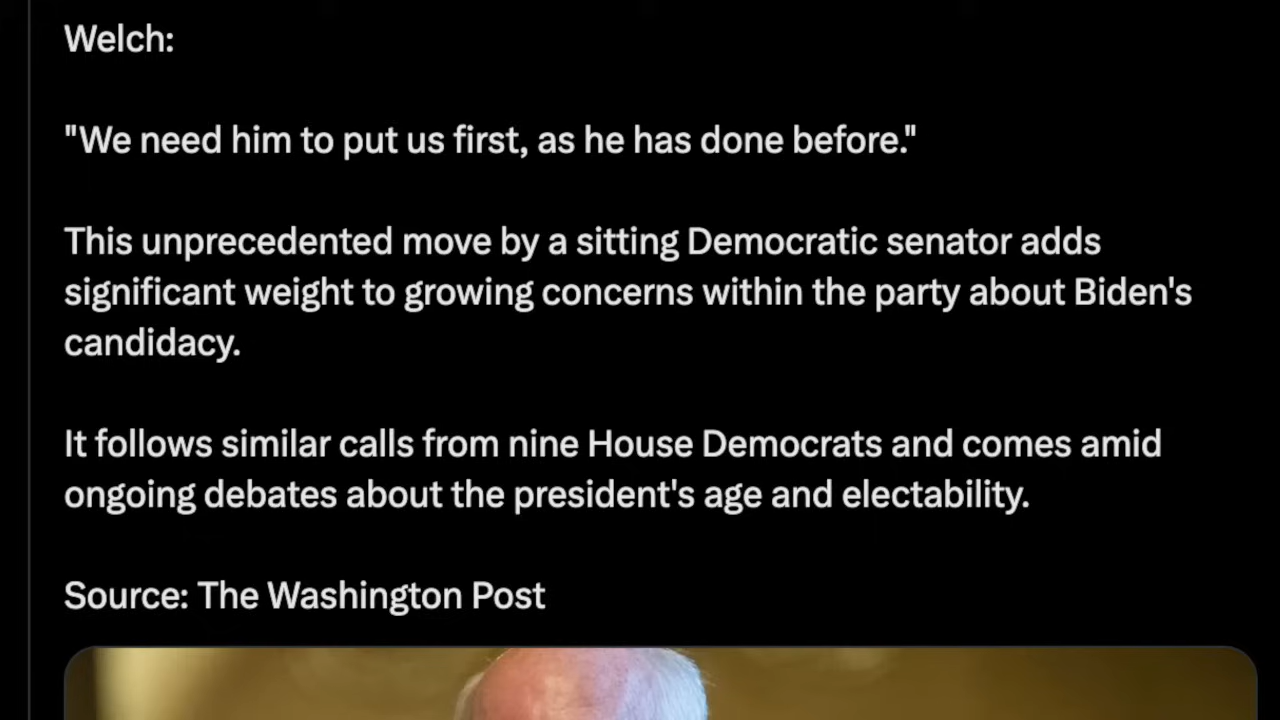 Welch:
"We need him to put us first, as he has done before."
This unprecedented move by a sitting Democratic senator adds
significant weight to growing concerns within the party about Biden's
candidacy.
It follows similar calls from nine House Democrats and comes amid
ongoing debates about the president's age and electability.
Source: The Washington Post